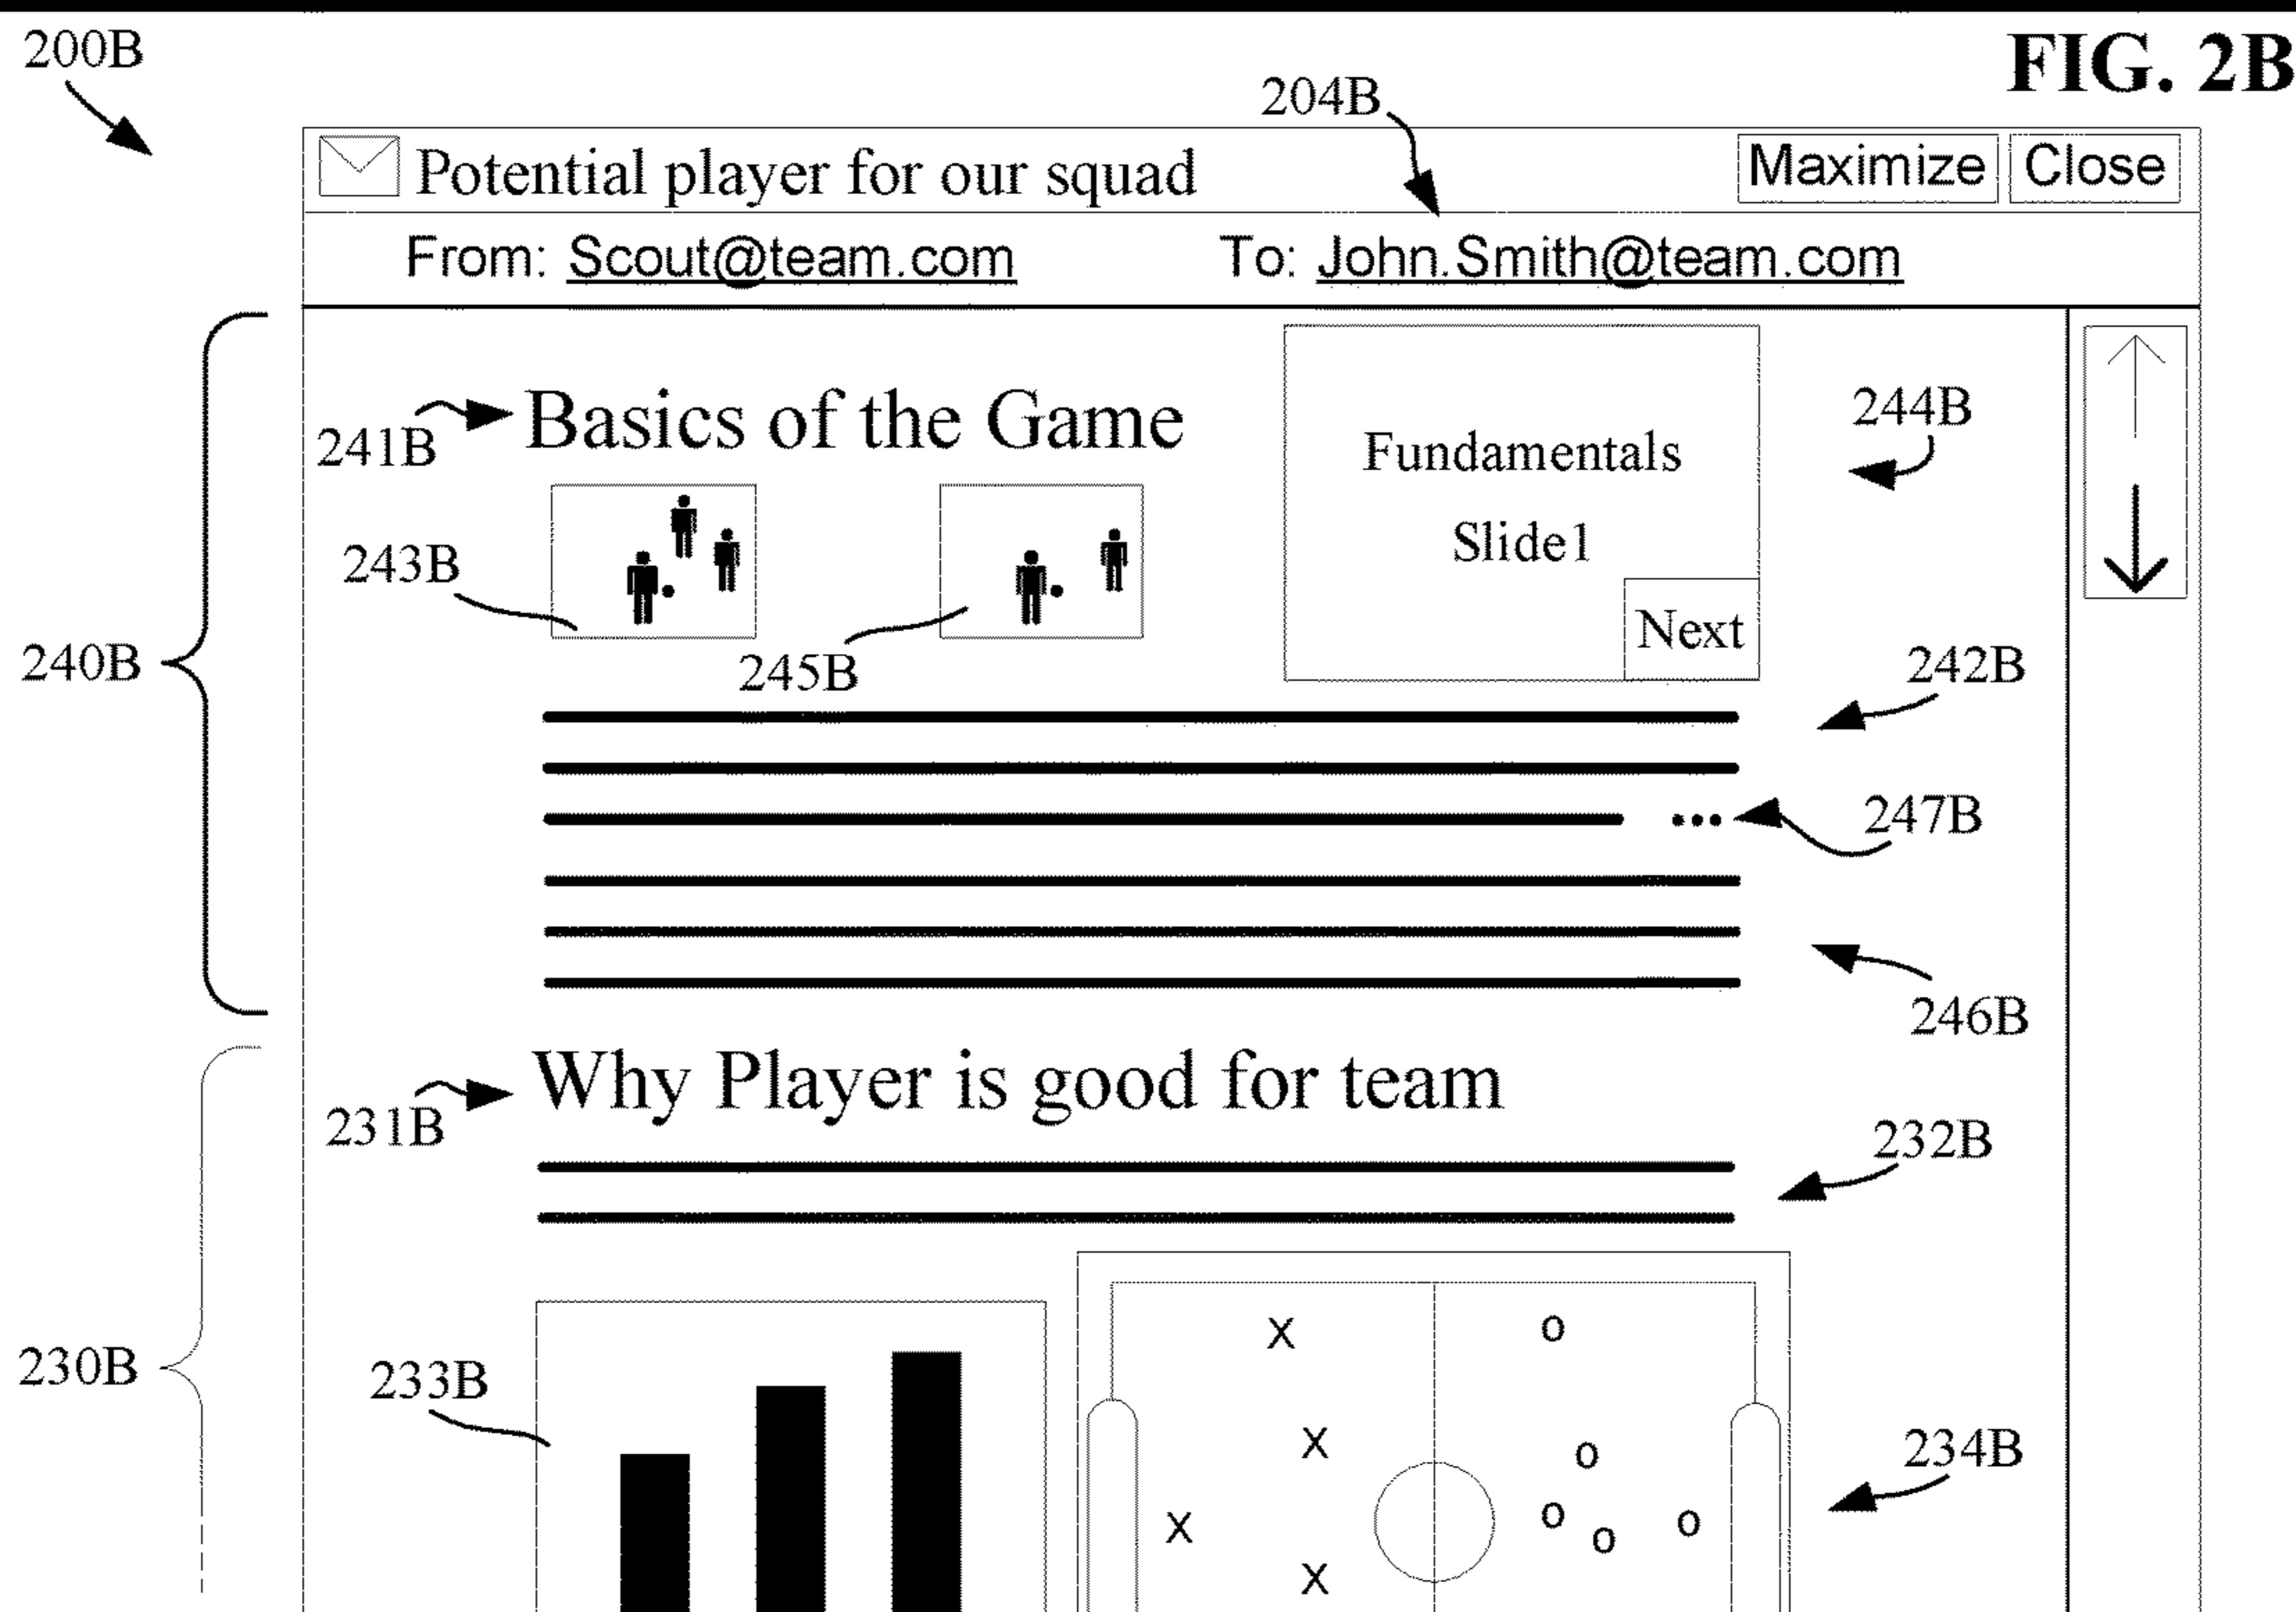 FIG. 2B
200B
204B
Potential player for our squad
Maximize
Close
From: Scout@team.com
To: John.Smith@team.com
241B
Basics of the Game
Fundamentals
Slide1
Next
244B
243B
245B
240B
242B
247B
246B
231B
Why Player is good for team
232B
230B
233B
X
o
X
o
234B
X
o
o
o
X